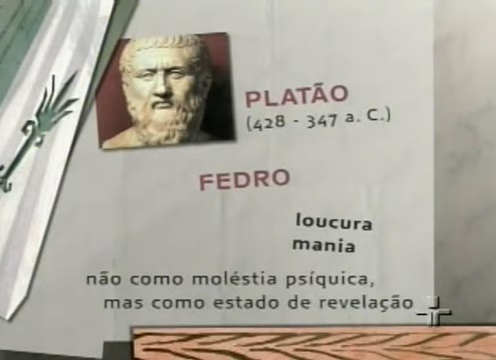 PLATÃO
(428 - 347 a. C.)
FEDRO
loucura
mania
não como moléstia psíquica,
mas como estado de revelação